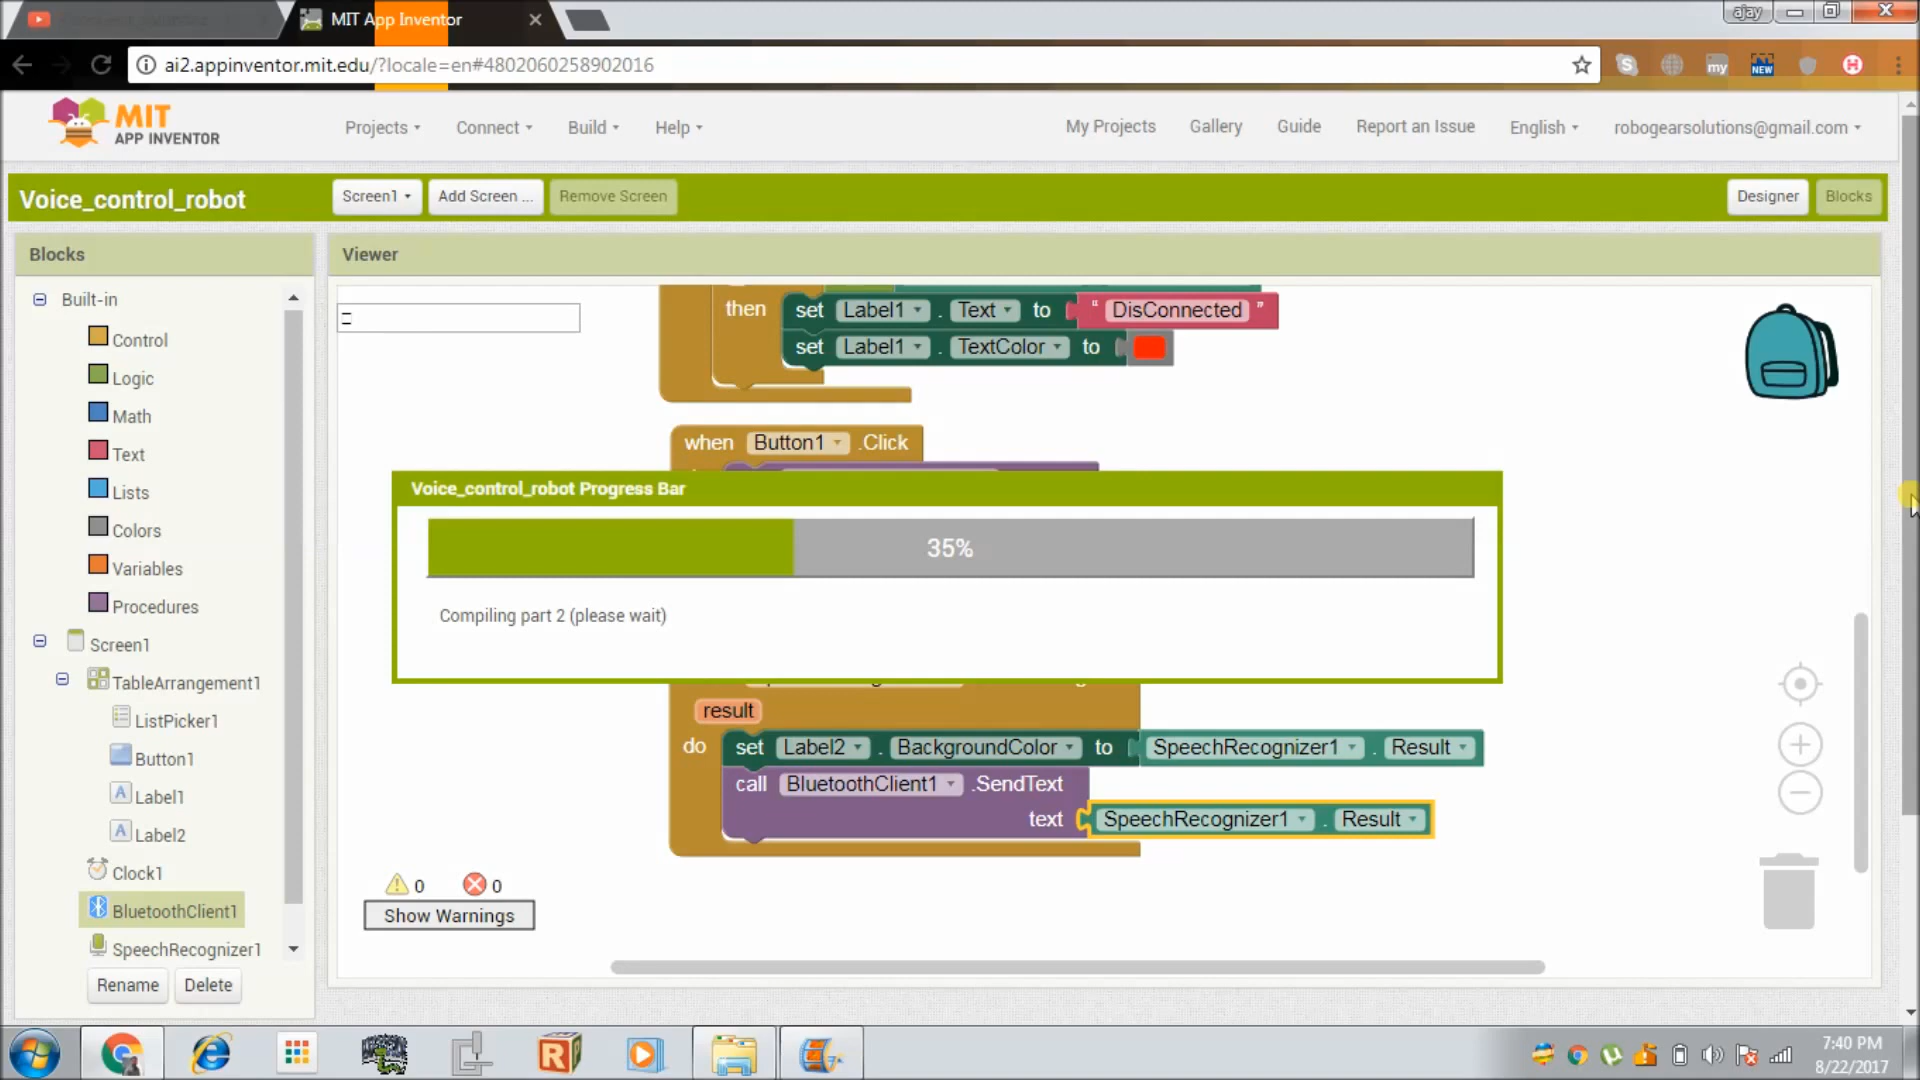 MIT App Inventor
ajay
ai2.appinventor.mit.edu/?locale=en#4802060258902016
my
NEW
MIT
APP INVENTOR
Projects
Connect
Build
Help
My Projects
Gallery
Guide
Report an Issue
English
robogearsolutions@gmail.com
Voice_control_robot
Screen1
Add Screen ...
Remove Screen
Designer
Blocks
Blocks
Viewer
Built-in
Control
Logic
Math
Text
Lists
Colors
Variables
Procedures
Screen1
TableArrangement1
ListPicker1
Button1
Label1
Label2
Clock1
BluetoothClient1
SpeechRecognizer1
Rename
Delete
then set Label1 . Text to " DisConnected "
set Label1 . TextColor to
when Button1 .Click
Voice_control_robot Progress Bar
35%
Compiling part 2 (please wait)
result
do set Label2 . BackgroundColor to SpeechRecognizer1 . Result
call BluetoothClient1 .SendText
text SpeechRecognizer1 . Result
0 0
Show Warnings
7:40 PM
8/22/2017